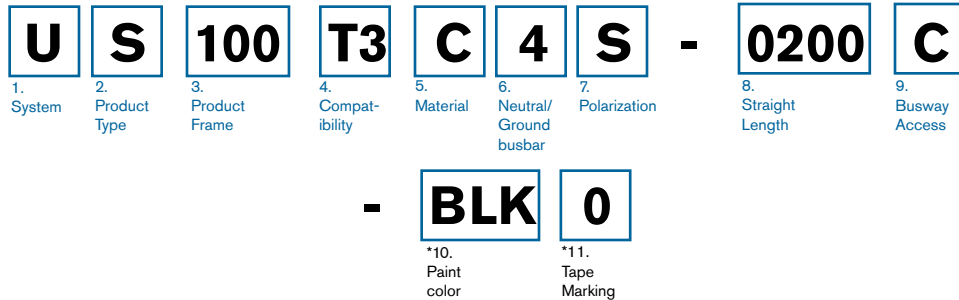 U S 100 T3 C 4 S - 0200 C
1. 2. 3. 4. 5. 6. 7. 8. 9.
System Product Product Compat- Material Neutral/ Polarization Straight Busway
Type Frame ibility Ground Length Access
busbar
- BLK 0
*10. *11.
Paint Tape
color Marking